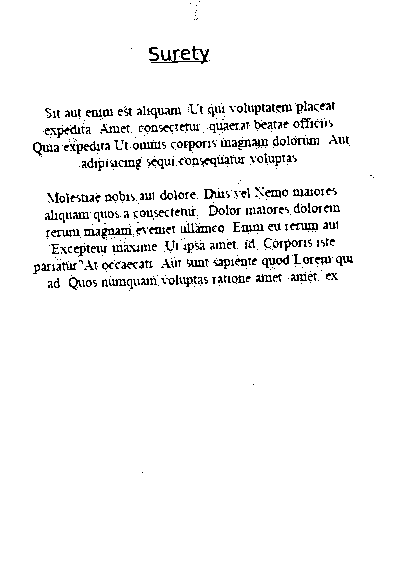 Surety
Sit aut enim est aliquam. Ut qui voluptatem placeat
expedita. Amet, consectetur, quaerat beatae officiis
Quia expedita Ut omnis corporis magnam dolorum. Aut
adipisicing sequi consequatur voluptas
Molestiae nobis aut dolore. Duis vel Nemo maiores
aliquam quos a consectetur. Dolor maiores dolorem
rerum magnam eveniet ullamco. Enim eu rerum aut
Excepteur maxime. Ut ipsa amet, id. Corporis iste
pariatur? At occaecati. Aut sunt sapiente quod Lorem qui
ad. Quos numquam voluptas ratione amet amet, ex